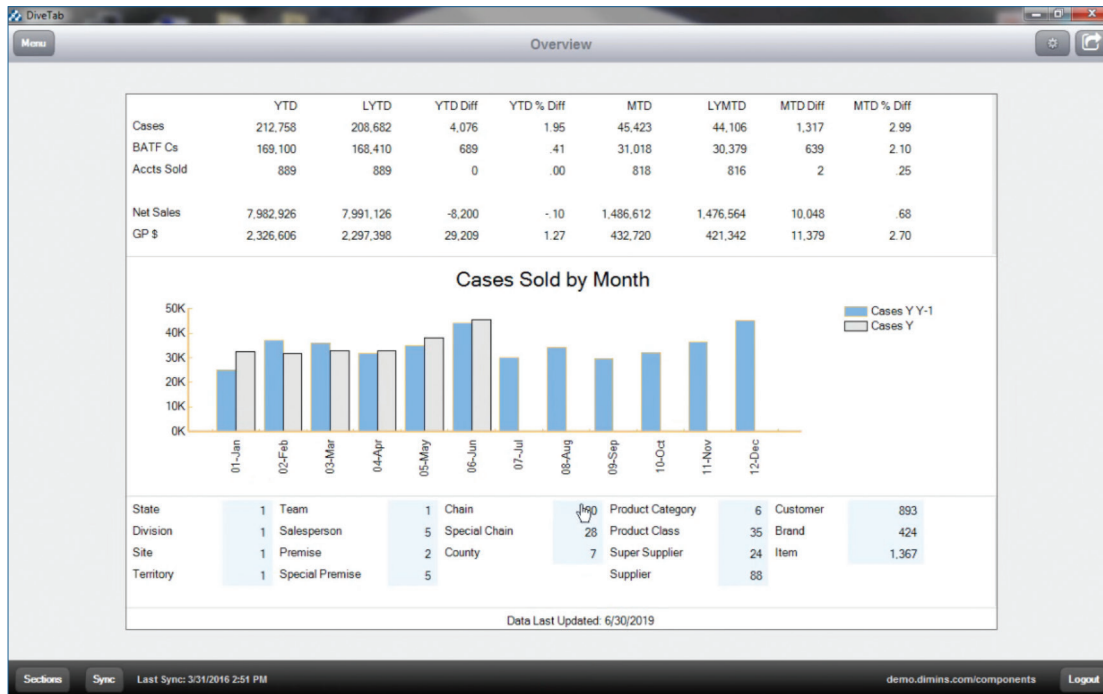 DiveTab
Menu Overview
YTD LYTD YTD Diff YTD % Diff MTD LYMTD MTD Diff MTD % Diff
Cases 212,758 208,682 4,076 1.95 45,423 44,106 1,317 2.99
BATF Cs 169,100 168,410 689 .41 31,018 30,379 639 2.10
Accts Sold 889 889 0 .00 818 816 2 .25
Net Sales 7,982,926 7,991,126 -8,200 -.10 1,486,612 1,476,564 10,048 .68
GP $ 2,326,606 2,297,398 29,209 1.27 432,720 421,342 11,379 2.70
Cases Sold by Month
50K
40K
30K
20K
10K
0K
Cases Y Y-1
Cases Y
01-Jan 02-Feb 03-Mar 04-Apr 05-May 06-Jun 07-Jul 08-Aug 09-Sep 10-Oct 11-Nov 12-Dec
State 1 Team 1 Chain Product Category 6 Customer 893
Division 1 Salesperson 5 Special Chain 28 Product Class 35 Brand 424
Site 1 Premise 2 County 7 Super Supplier 24 Item 1,367
Territory 1 Special Premise 5 Supplier 88
Data Last Updated: 6/30/2019
Sections Sync Last Sync: 3/31/2016 2:51 PM demo.dimins.com/components Logout